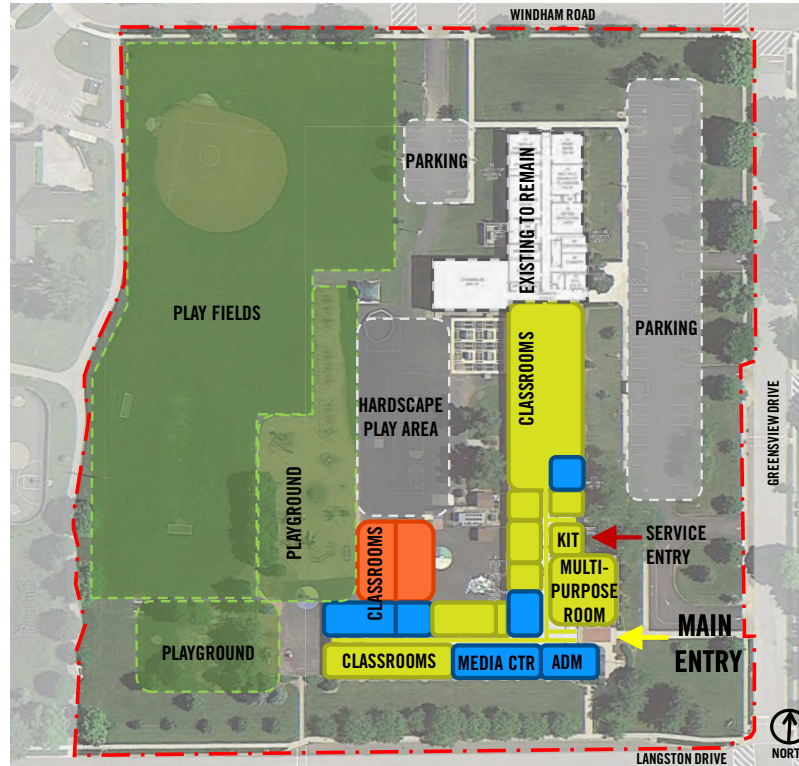 WINDHAM ROAD
PARKING
EXISTING TO REMAIN
PLAY FIELDS
PARKING
CLASSROOMS
HARDSCAPE
PLAY AREA
GREENSVIEW DRIVE
PLAYGROUND
CLASSROOMS
KIT
SERVICE
ENTRY
MULTI-
PURPOSE
ROOM
MAIN
ENTRY
PLAYGROUND
CLASSROOMS
MEDIA CTR
ADM
NORT
LANGSTON DRIVE